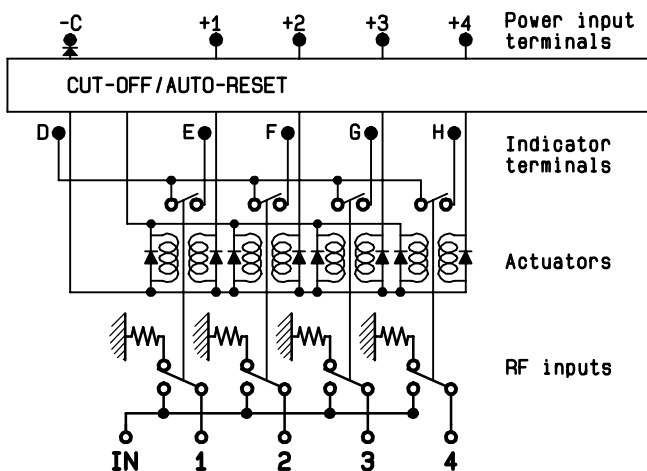 -C +1 +2 +3 +4 Power input
terminals
CUT-OFF/AUTO-RESET
D E F G H Indicator
terminals
Actuators
RF inputs
IN 1 2 3 4